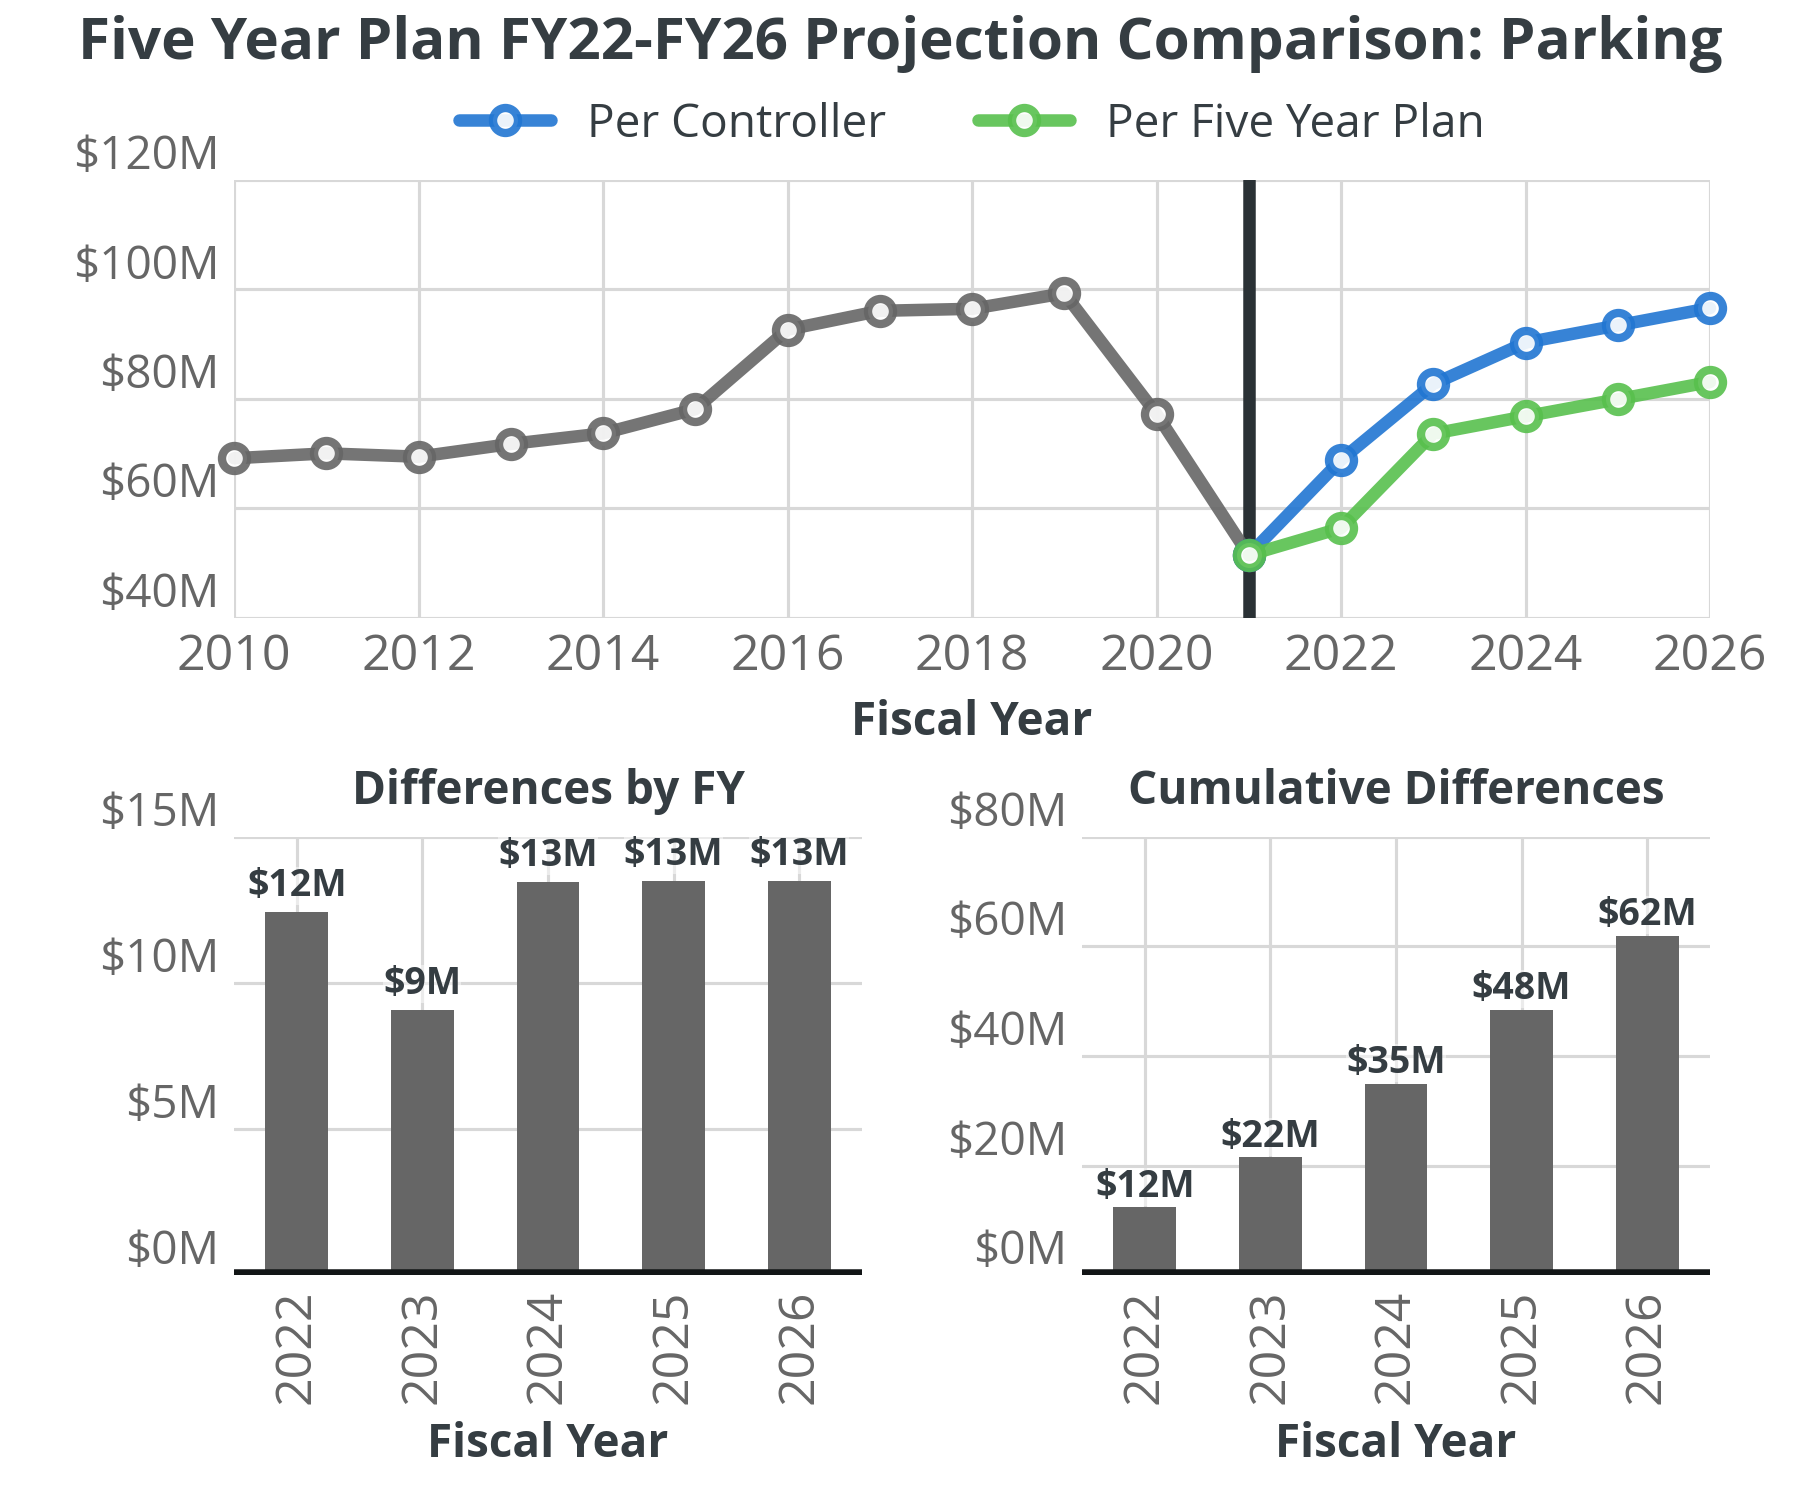 Five Year Plan FY22-FY26 Projection Comparison: Parking
Per Controller
Per Five Year Plan
$120M
$100M
$80M
$60M
$40M
2010 2012 2014 2016 2018 2020 2022 2024 2026
Fiscal Year
Differences by FY
$15M
$10M
$5M
$0M
$12M
$9M
$13M
$13M
$13M
2022 2023 2024 2025 2026
Fiscal Year
Cumulative Differences
$80M
$60M
$40M
$20M
$0M
$12M
$22M
$35M
$48M
$62M
2022 2023 2024 2025 2026
Fiscal Year